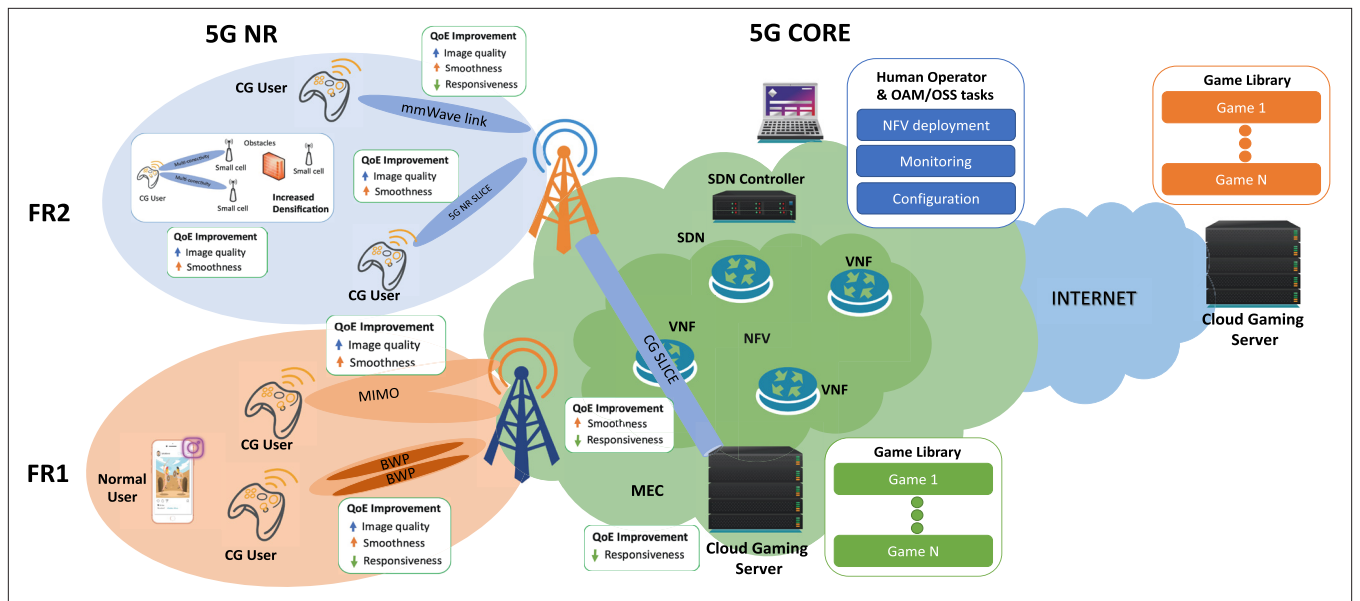 5G NR
5G CORE
QoE Improvement
Image quality
Smoothness
Responsiveness
CG User
mmWave link
Human Operator
& OAM/OSS tasks
NFV deployment
Monitoring
Configuration
Game Library
Game 1
Game N
Multi-conectivity
Multi-conectivity
Small cell
Obstacles
Small cell
CG User
Small cell
Increased
Densification
QoE Improvement
Image quality
Smoothness
5G NR SLICE
FR2
QoE Improvement
Image quality
Smoothness
CG User
SDN Controller
SDN
VNF
VNF
NFV
VNF
CG SLICE
INTERNET
Cloud Gaming
Server
QoE Improvement
Image quality
Smoothness
MIMO
CG User
FR1
Normal
User
BWP
BWP
CG User
QoE Improvement
Image quality
Smoothness
Responsiveness
QoE Improvement
Smoothness
Responsiveness
MEC
QoE Improvement
Responsiveness
Cloud Gaming
Server
Game Library
Game 1
Game N